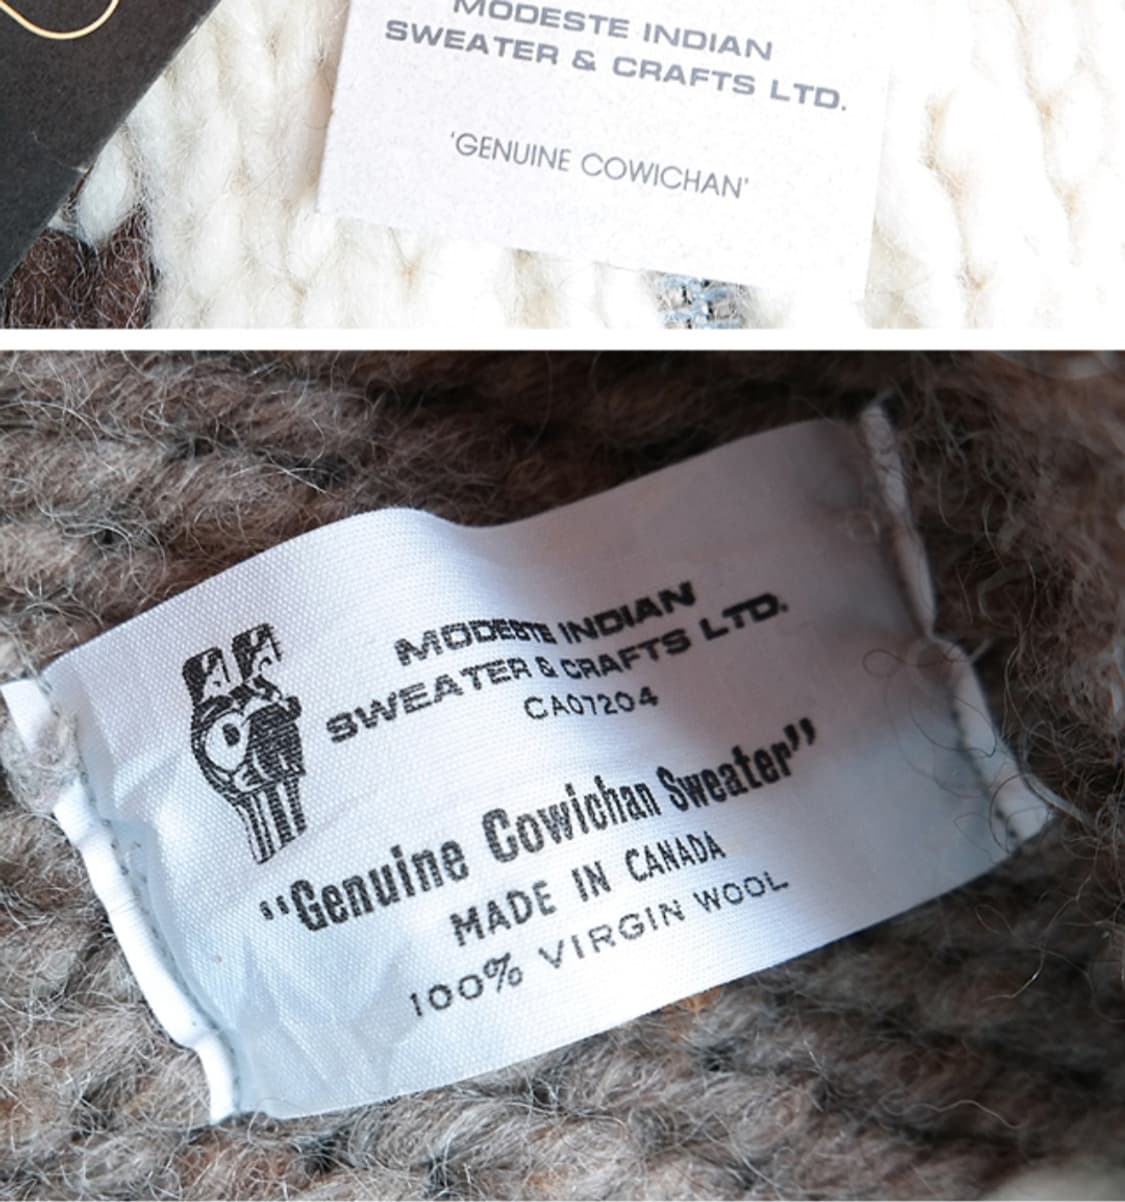 MODESTE INDIAN
SWEATER & CRAFTS LTD.
'GENUINE COWICHAN'
MODESTE INDIAN
SWEATER & CRAFTS LTD.
CA07204
“Genuine Cowichan Sweater”
MADE IN CANADA
100% VIRGIN WOOL